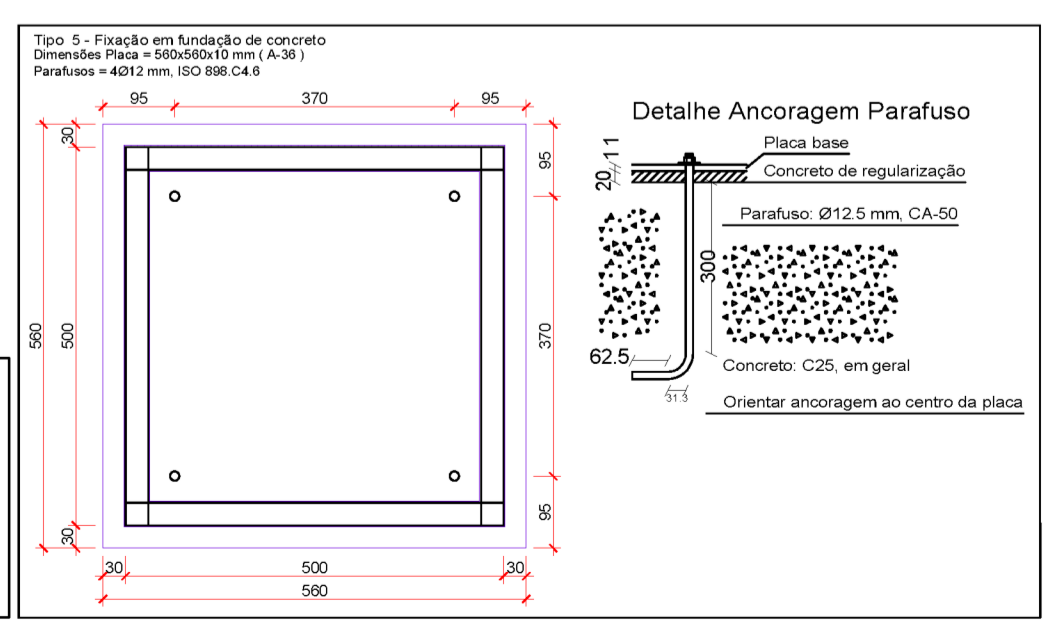 Tipo 5 - Fixação em fundação de concreto
Dimensões Placa = 560x560x10 mm ( A-36 )
Parafusos = 4Ø12 mm, ISO 898.C4.6
95
370
95
30
560
500
30
95
370
95
30
500
30
560
Detalhe Ancoragem Parafuso
11
20
Placa base
Concreto de regularização
Parafuso: Ø12.5 mm, CA-50
300
62.5
31.3
Concreto: C25, em geral
Orientar ancoragem ao centro da placa